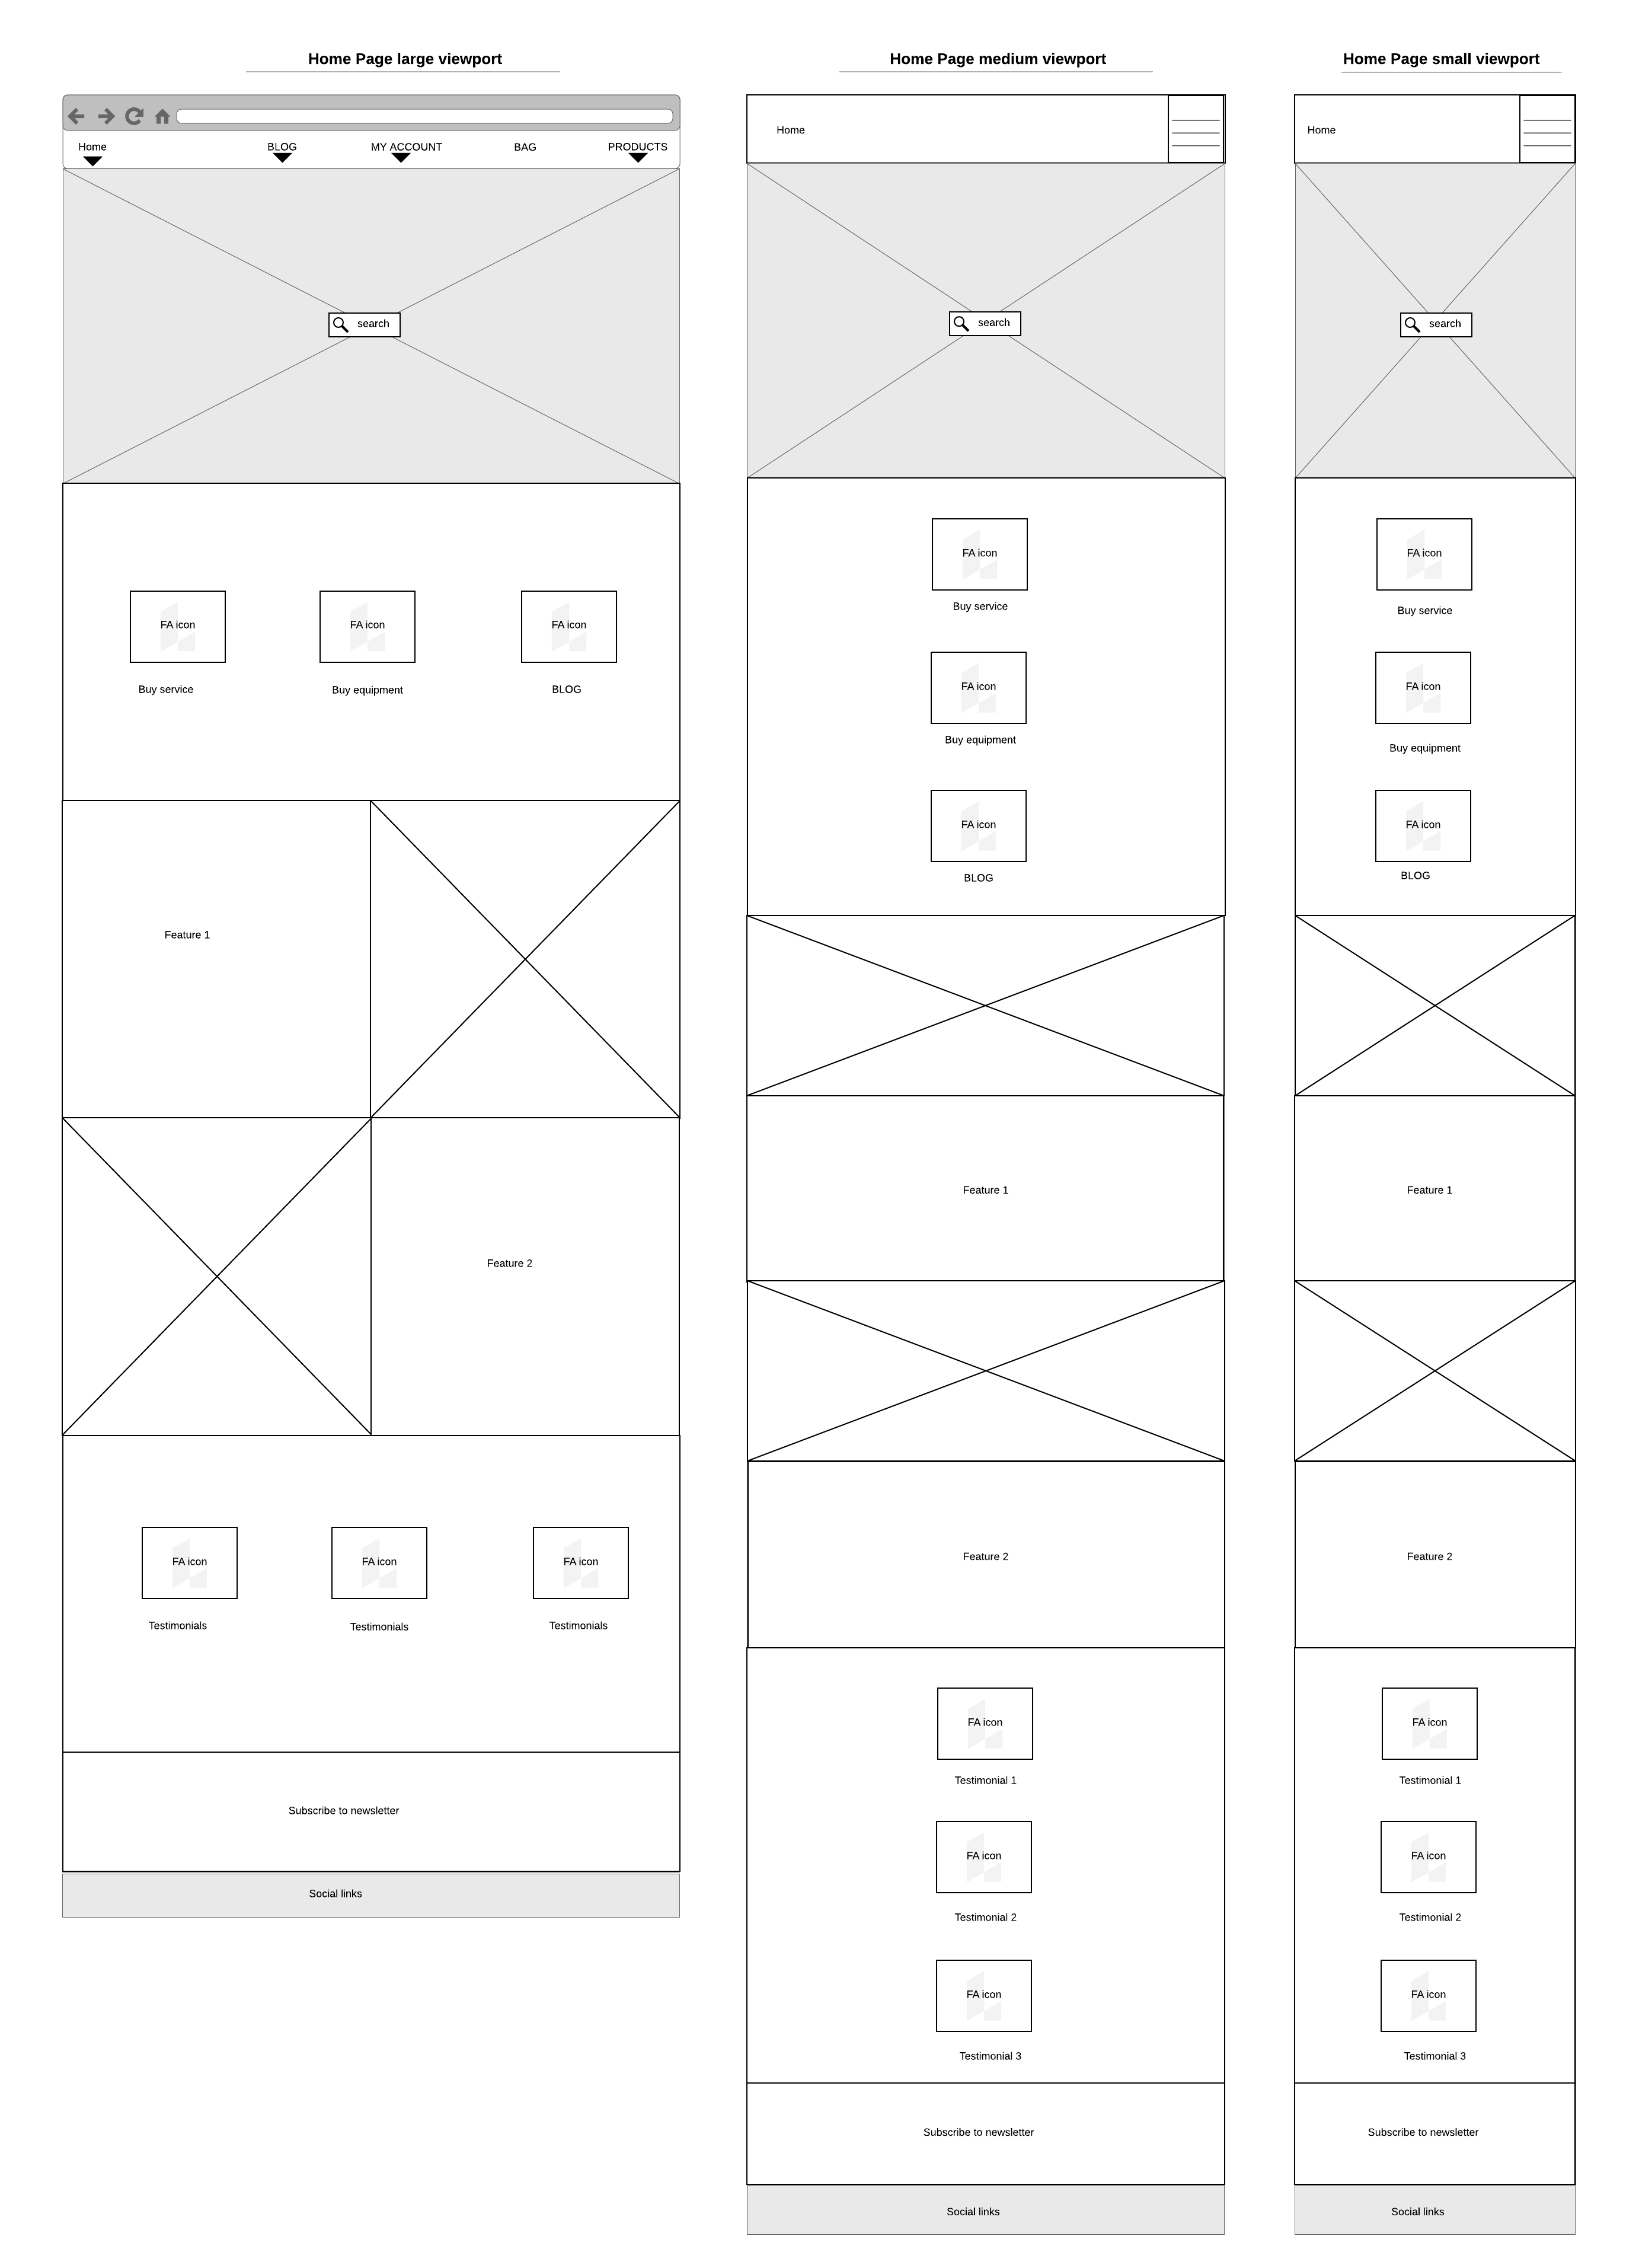 Home Page large viewport
Home
BLOG
MY ACCOUNT
BAG
PRODUCTS
search
FA icon
FA icon
FA icon
Buy service
Buy equipment
BLOG
Feature 1
Feature 2
FA icon
FA icon
FA icon
Testimonials
Testimonials
Testimonials
Subscribe to newsletter
Social links
Home Page medium viewport
Home
search
FA icon
Buy service
FA icon
Buy equipment
FA icon
BLOG
Feature 1
Feature 2
FA icon
Testimonial 1
FA icon
Testimonial 2
FA icon
Testimonial 3
Subscribe to newsletter
Social links
Home Page small viewport
Home
search
FA icon
Buy service
FA icon
Buy equipment
FA icon
BLOG
Feature 1
Feature 2
FA icon
Testimonial 1
FA icon
Testimonial 2
FA icon
Testimonial 3
Subscribe to newsletter
Social links